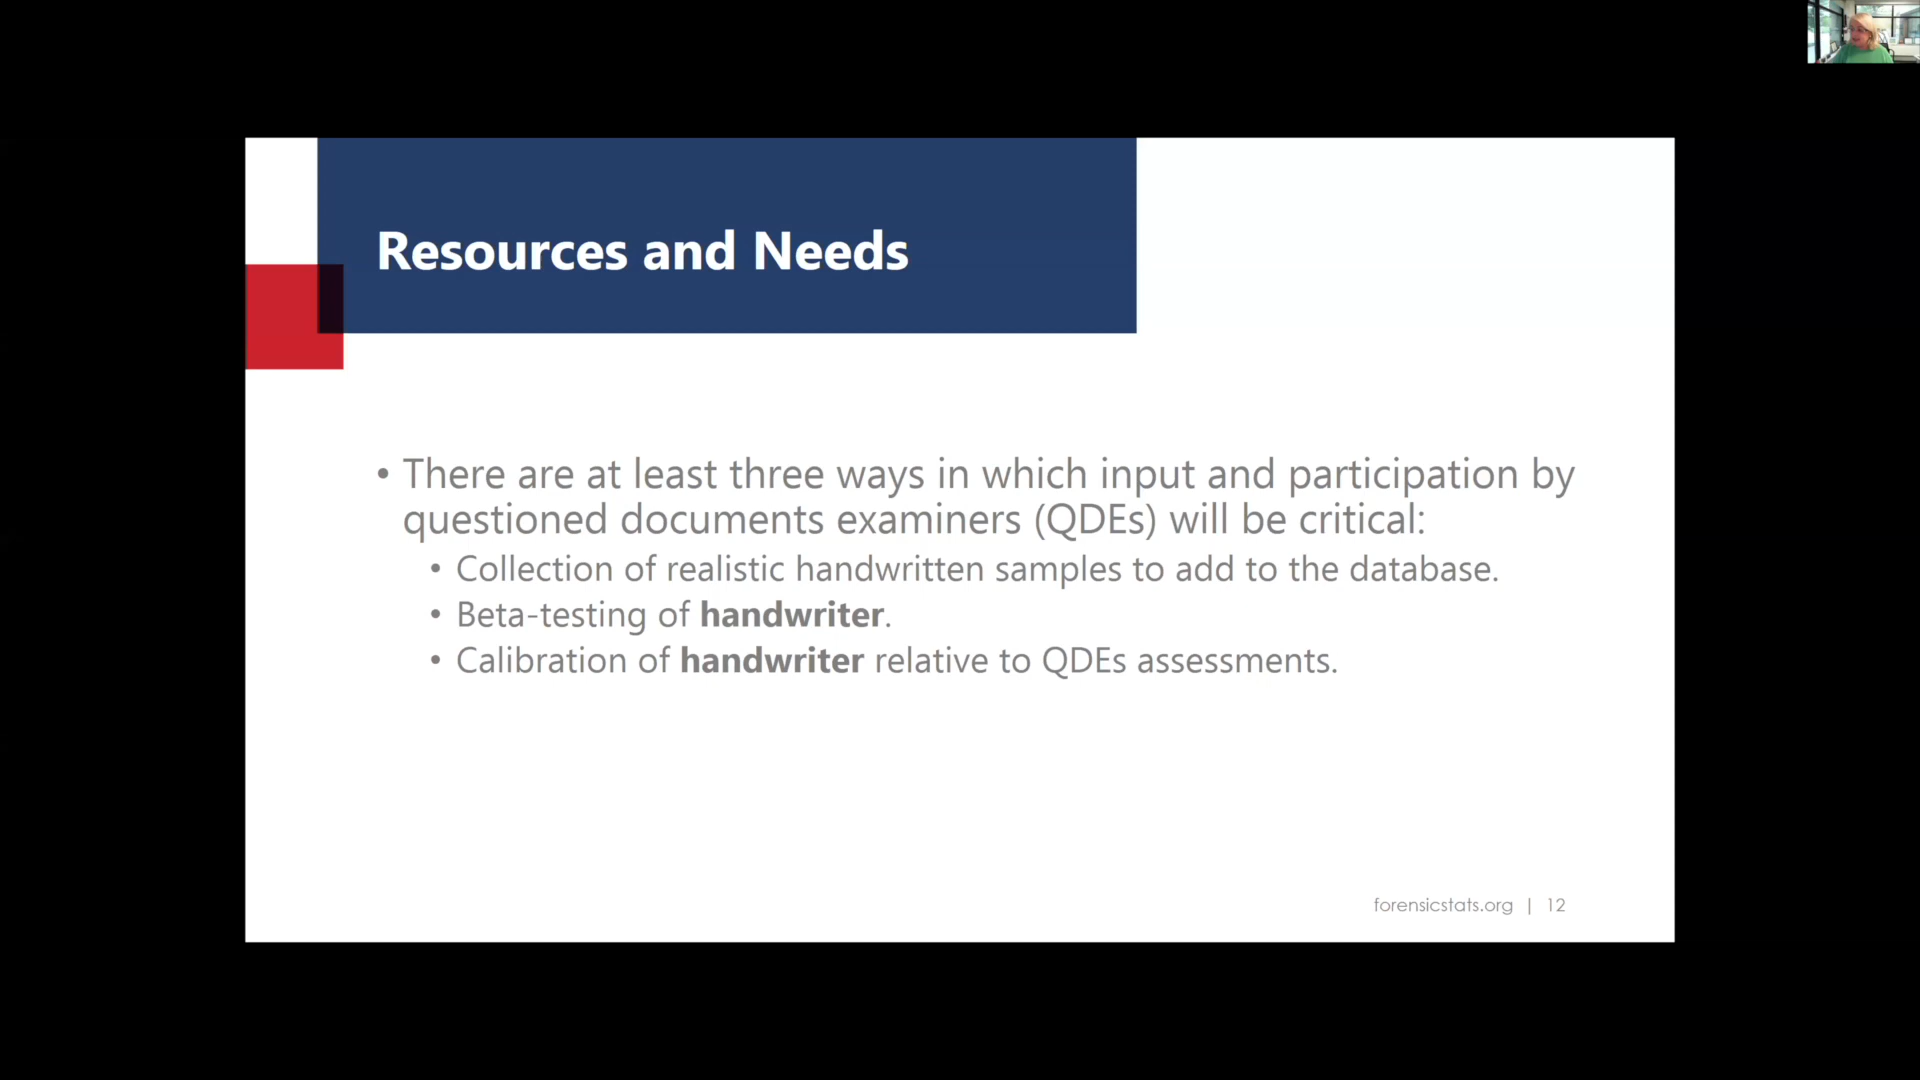 Resources and Needs
• There are at least three ways in which input and participation by
questioned documents examiners (QDEs) will be critical:
• Collection of realistic handwritten samples to add to the database.
• Beta-testing of handwriter.
• Calibration of handwriter relative to QDEs assessments.
forensicstats.org | 12